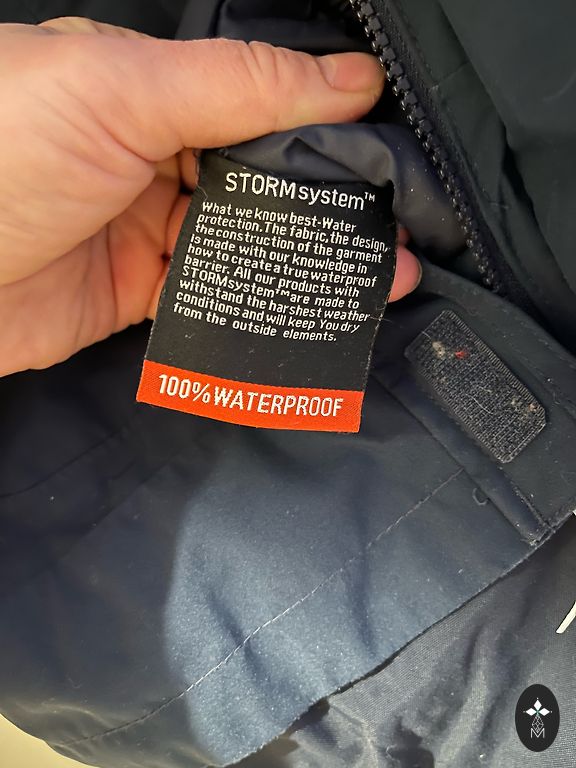 STORMsystem™
What we know best-Water
protection.The fabric,the design,
the construction of the garment
is made with our knowledge in
how to create a true waterproof
barrier. All our products with
STORMsystem™are made to
withstand the harshest weather
conditions and will keep You dry
from the outside elements.
100% WATERPROOF
M